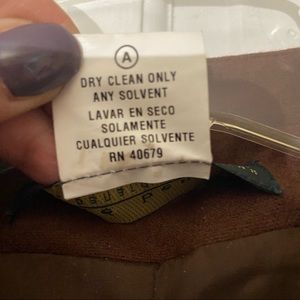 A
DRY CLEAN ONLY
ANY SOLVENT
LAVAR EN SECO
SOLAMENTE
CUALQUIER SOLVENTE
RN 40679